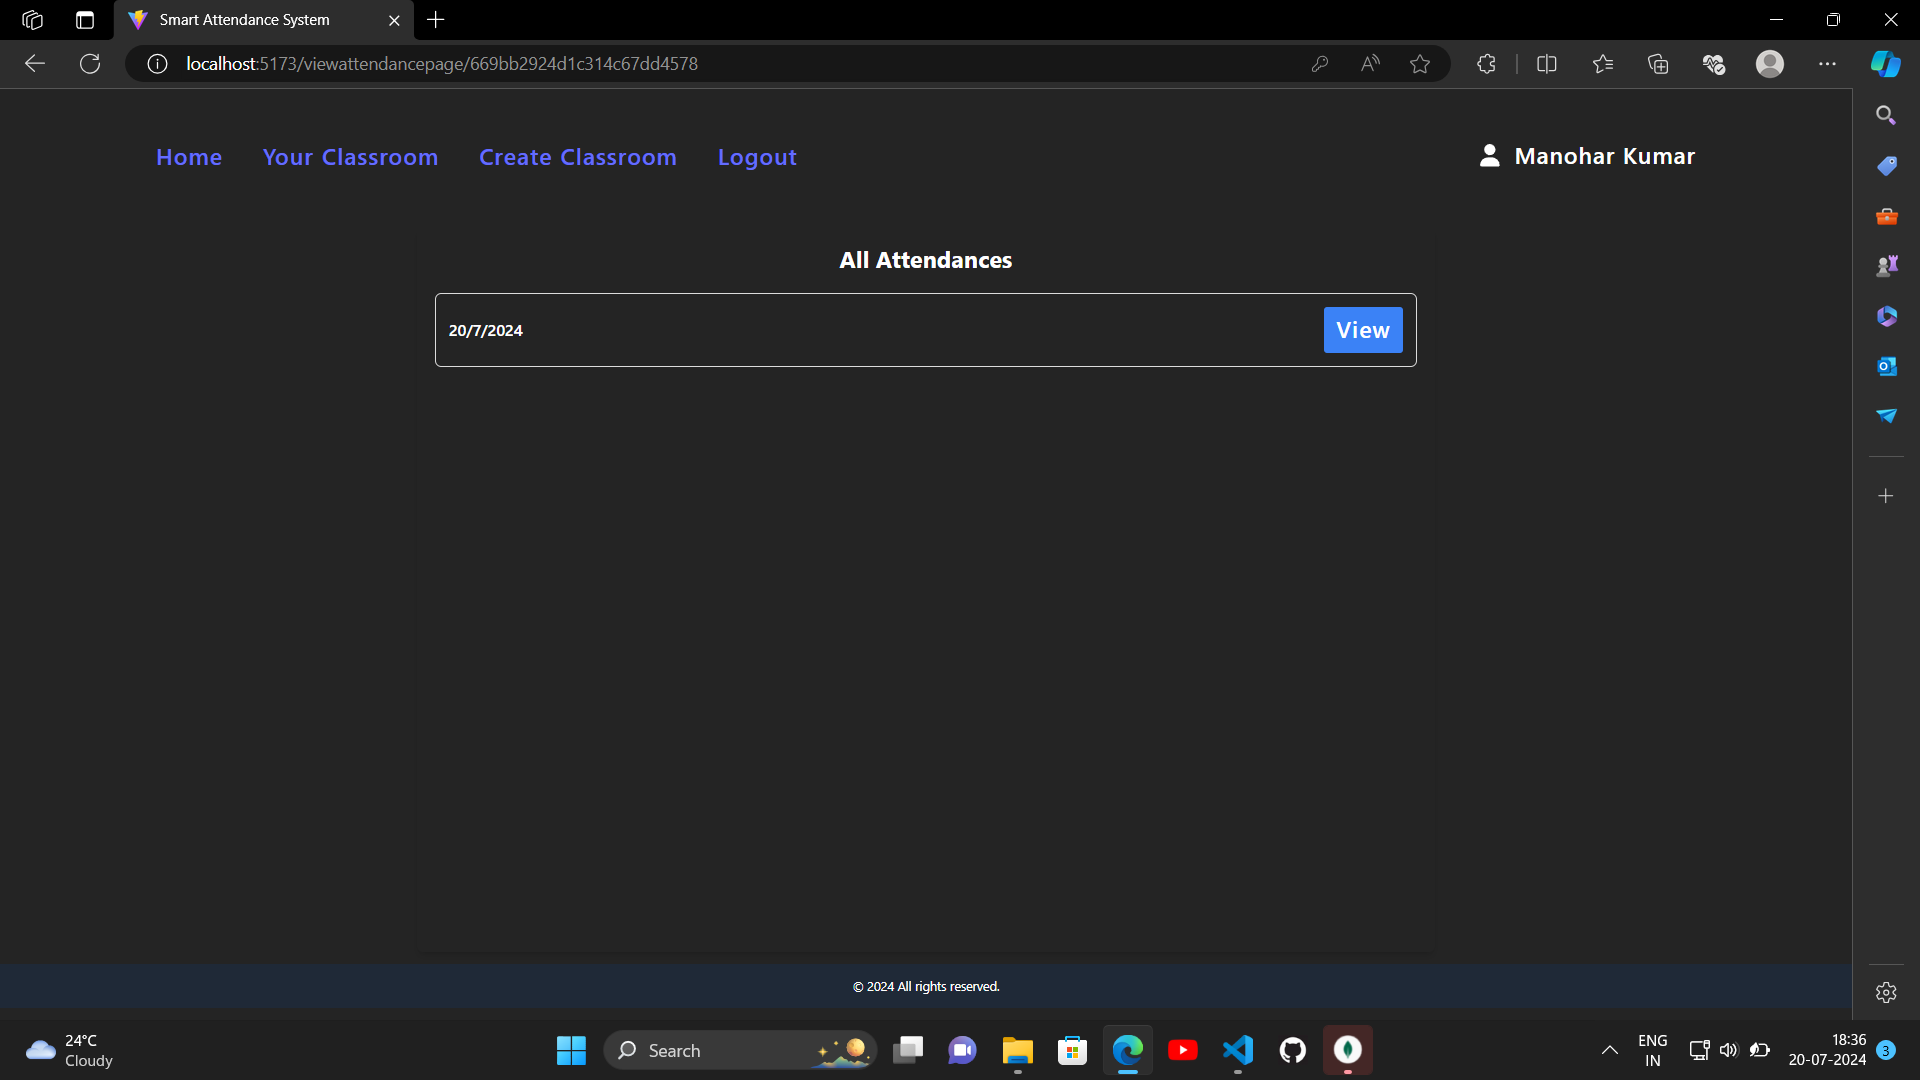 Smart Attendance System
localhost:5173/viewattendancepage/669bb2924d1c314c67dd4578
Home Your Classroom Create Classroom Logout Manohar Kumar
All Attendances
20/7/2024 View
© 2024 All rights reserved.
24°C
Cloudy
Search
ENG
IN
18:36
20-07-2024
3